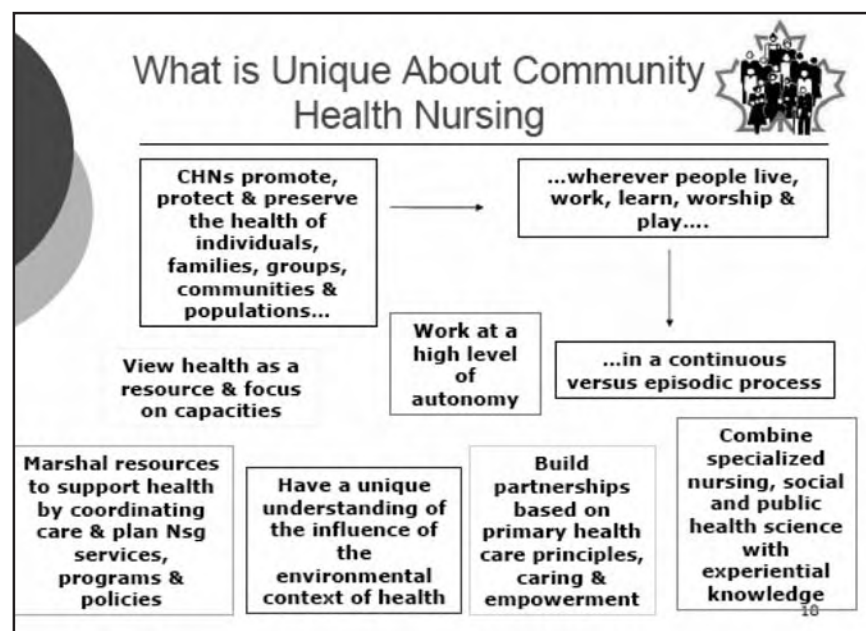 What is Unique About Community
Health Nursing
CHNs promote,
protect & preserve
the health of
individuals,
families, groups,
communities &
populations...
...wherever people live,
work, learn, worship &
play....
...in a continuous
versus episodic process
View health as a
resource & focus
on capacities
Work at a
high level
of
autonomy
Marshal resources
to support health
by coordinating
care & plan Nsg
services,
programs &
policies
Have a unique
understanding of
the influence of
the
environmental
context of health
Build
partnerships
based on
primary health
care principles,
caring &
empowerment
Combine
specialized
nursing, social
and public
health science
with
experiential
knowledge